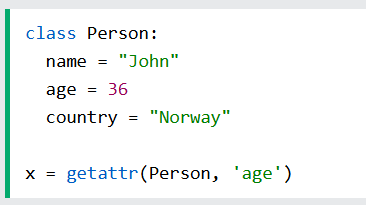 class Person:
  name = "John"
  age = 36
  country = "Norway"

x = getattr(Person, 'age')